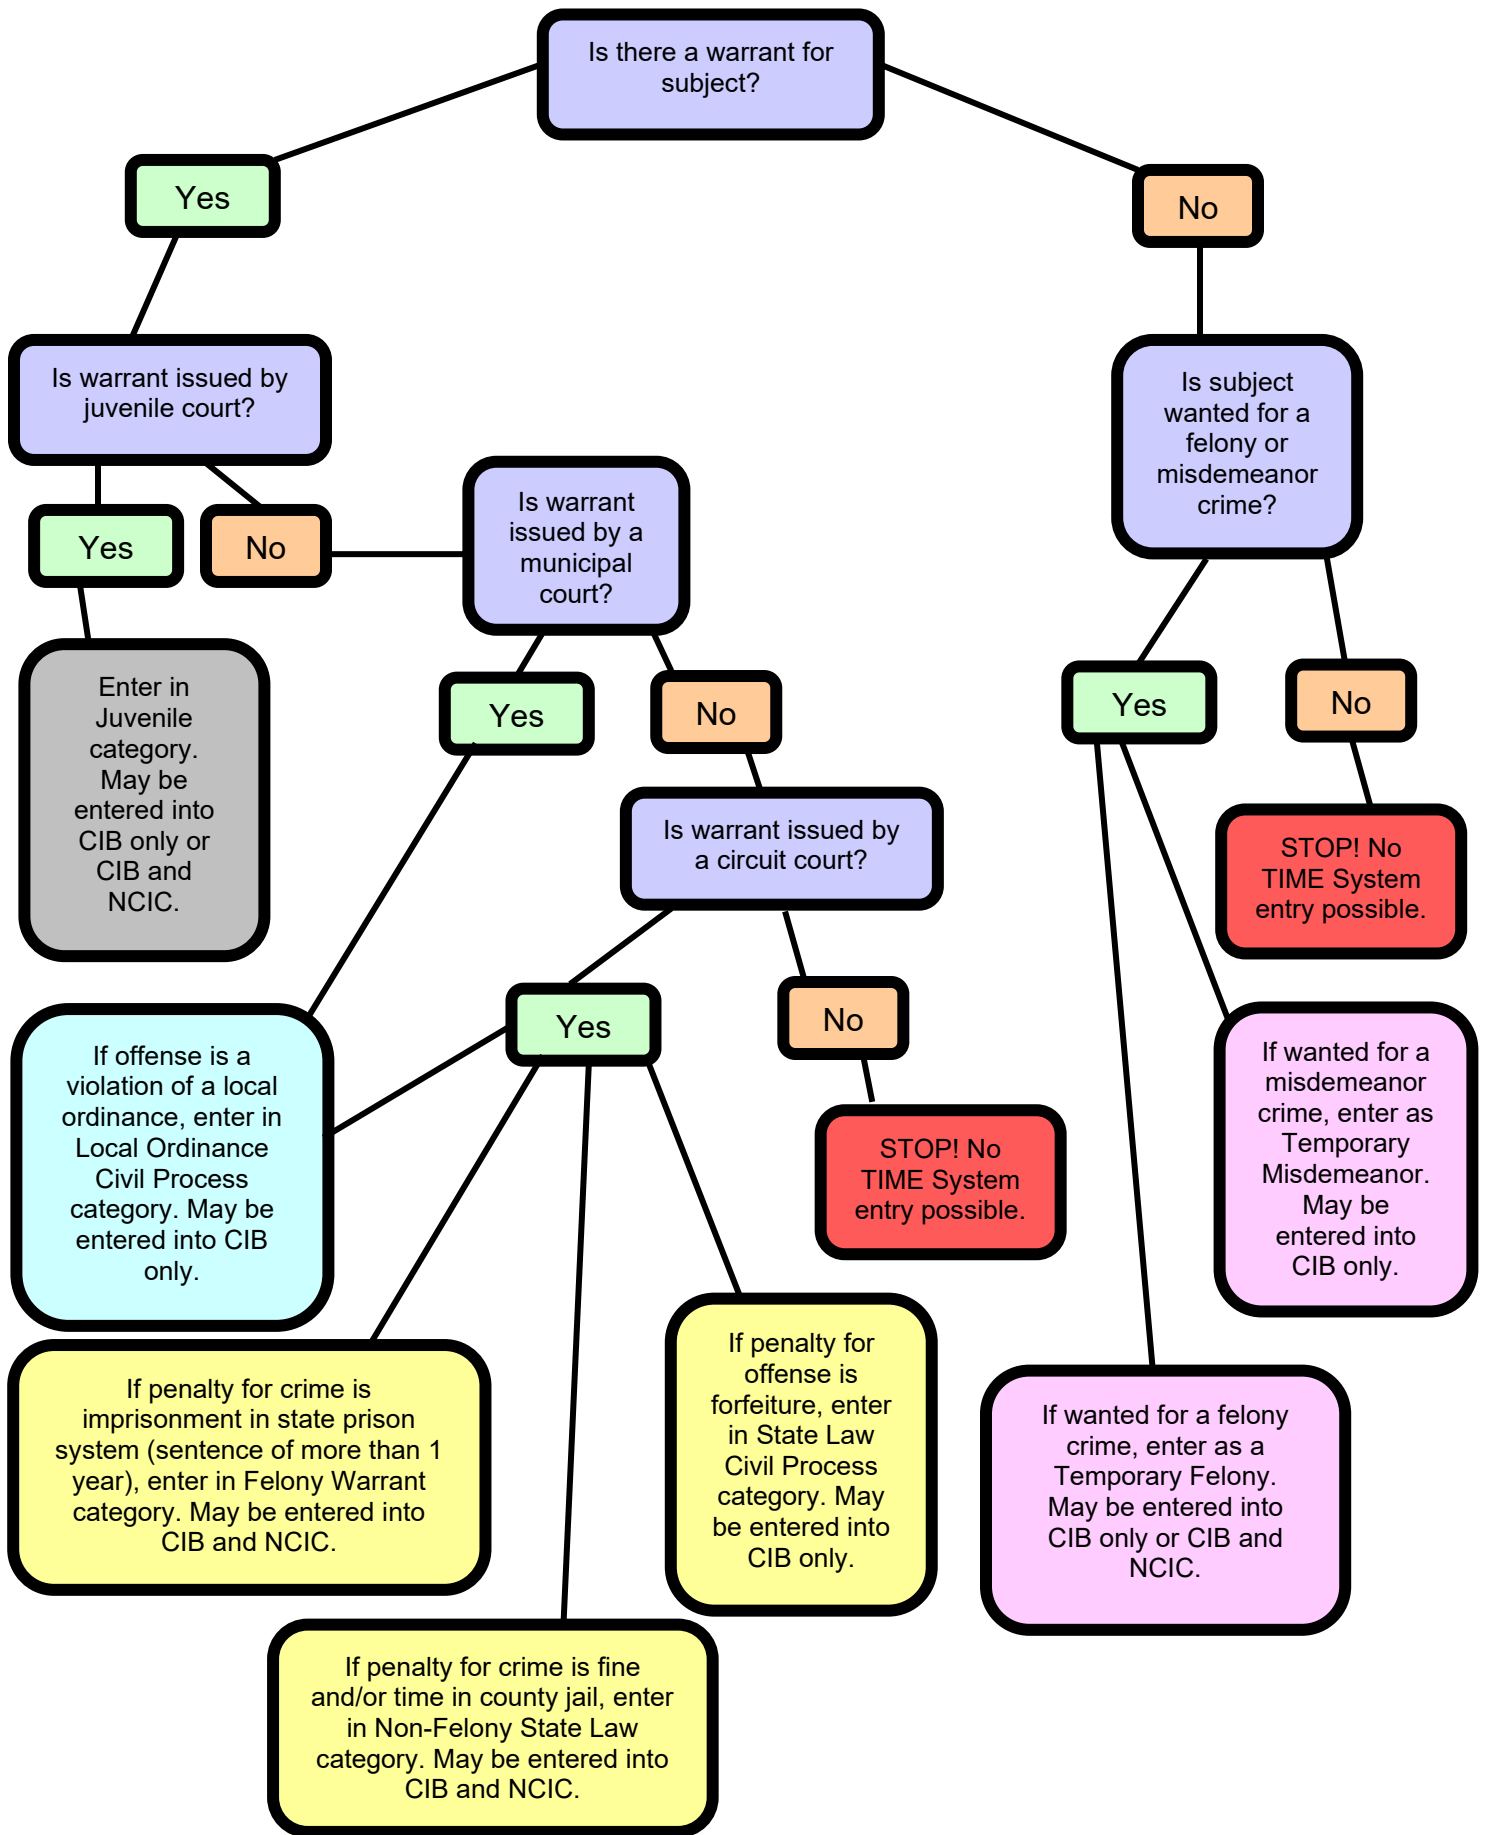 Is there a warrant for
subject?
Yes
No
Is warrant issued by
juvenile court?
Is subject
wanted for a
felony or
misdemeanor
crime?
Yes
No
Is warrant
issued by a
municipal
court?
Enter in
Juvenile
category.
May be
entered into
CIB only or
CIB and
NCIC.
Yes
No
Yes
No
Is warrant issued by
a circuit court?
STOP! No
TIME System
entry possible.
Yes
No
If offense is a
violation of a local
ordinance, enter in
Local Ordinance
Civil Process
category. May be
entered into CIB
only.
STOP! No
TIME System
entry possible.
If wanted for a
misdemeanor
crime, enter as
Temporary
Misdemeanor.
May be
entered into
CIB only.
If penalty for crime is
imprisonment in state prison
system (sentence of more than 1
year), enter in Felony Warrant
category. May be entered into
CIB and NCIC.
If penalty for
offense is
forfeiture, enter
in State Law
Civil Process
category. May
be entered into
CIB only.
If wanted for a felony
crime, enter as a
Temporary Felony.
May be entered into
CIB only or CIB and
NCIC.
If penalty for crime is fine
and/or time in county jail, enter
in Non-Felony State Law
category. May be entered into
CIB and NCIC.